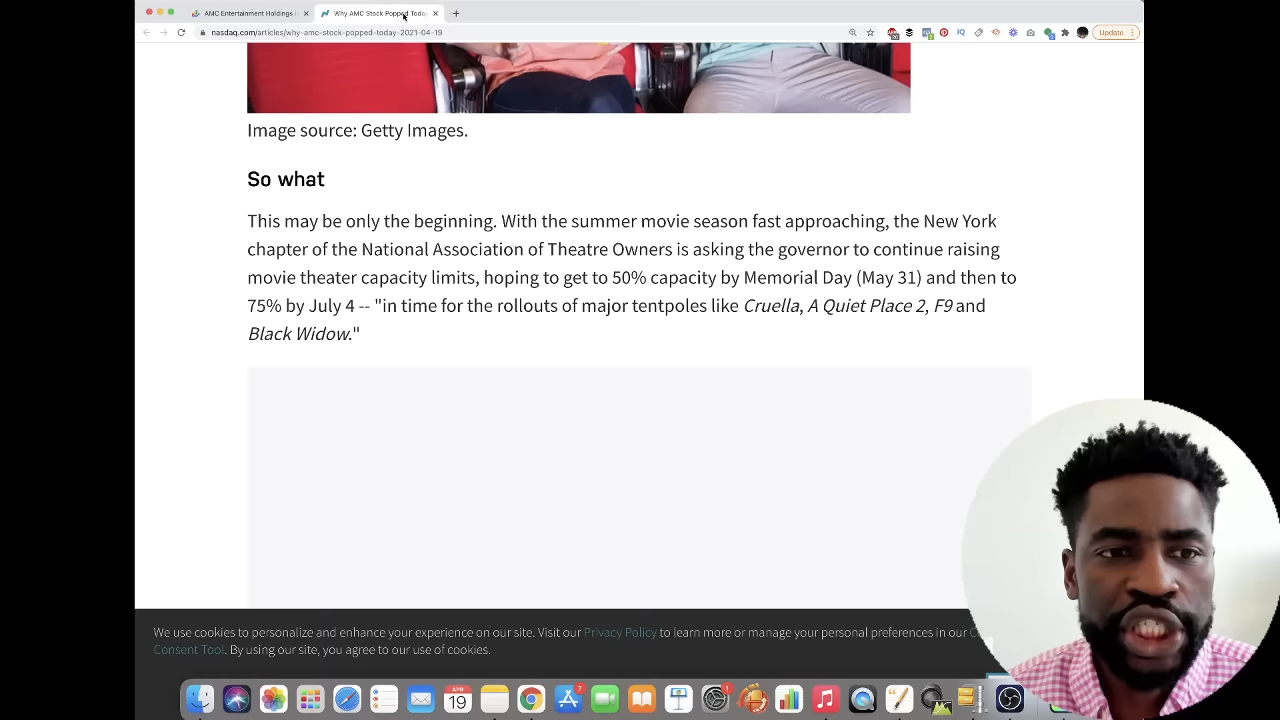 AMC Entertainment Holdings I
Why AMC Stock Popped Today
nasdaq.com/articles/why-amc-stock-popped-today-2021-04-19
Update
Image source: Getty Images.
So what
This may be only the beginning. With the summer movie season fast approaching, the New York
chapter of the National Association of Theatre Owners is asking the governor to continue raising
movie theater capacity limits, hoping to get to 50% capacity by Memorial Day (May 31) and then to
75% by July 4 -- "in time for the rollouts of major tentpoles like Cruella, A Quiet Place 2, F9 and
Black Widow."
We use cookies to personalize and enhance your experience on our site. Visit our Privacy Policy to learn more or manage your personal preferences in our
Consent Tool. By using our site, you agree to our use of cookies.
APR
19
7
1